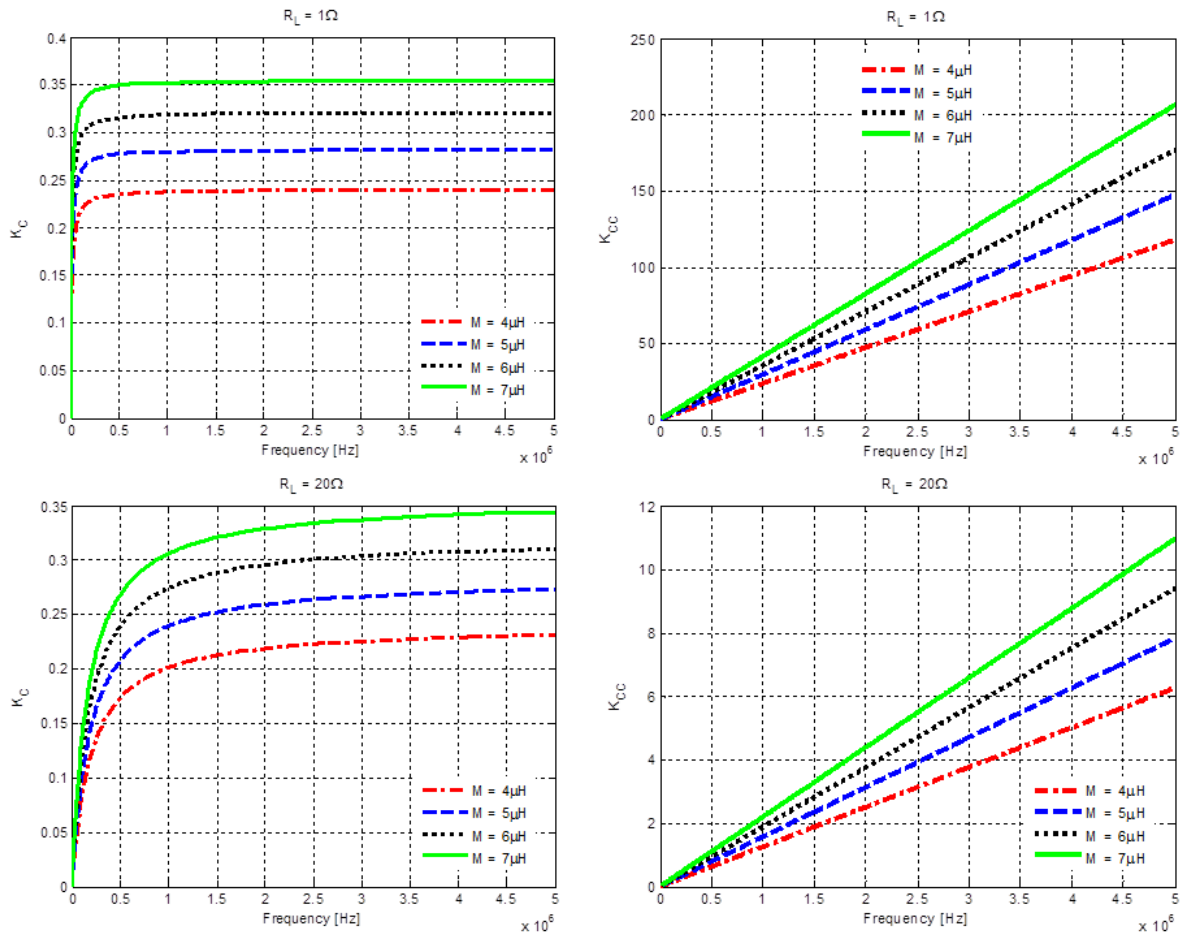 R_L = 1Ω
0.4
0.35
0.3
0.25
0.2
0.15
0.1
0.05
0
K_C
M = 4µH
M = 5µH
M = 6µH
M = 7µH
0 0.5 1 1.5 2 2.5 3 3.5 4 4.5 5
Frequency [Hz]
x 10^6
R_L = 1Ω
250
200
150
100
50
0
K_CC
M = 4µH
M = 5µH
M = 6µH
M = 7µH
0 0.5 1 1.5 2 2.5 3 3.5 4 4.5 5
Frequency [Hz]
x 10^6
R_L = 20Ω
0.35
0.3
0.25
0.2
0.15
0.1
0.05
0
K_C
M = 4µH
M = 5µH
M = 6µH
M = 7µH
0 0.5 1 1.5 2 2.5 3 3.5 4 4.5 5
Frequency [Hz]
x 10^6
R_L = 20Ω
12
10
8
6
4
2
0
K_CC
M = 4µH
M = 5µH
M = 6µH
M = 7µH
0 0.5 1 1.5 2 2.5 3 3.5 4 4.5 5
Frequency [Hz]
x 10^6